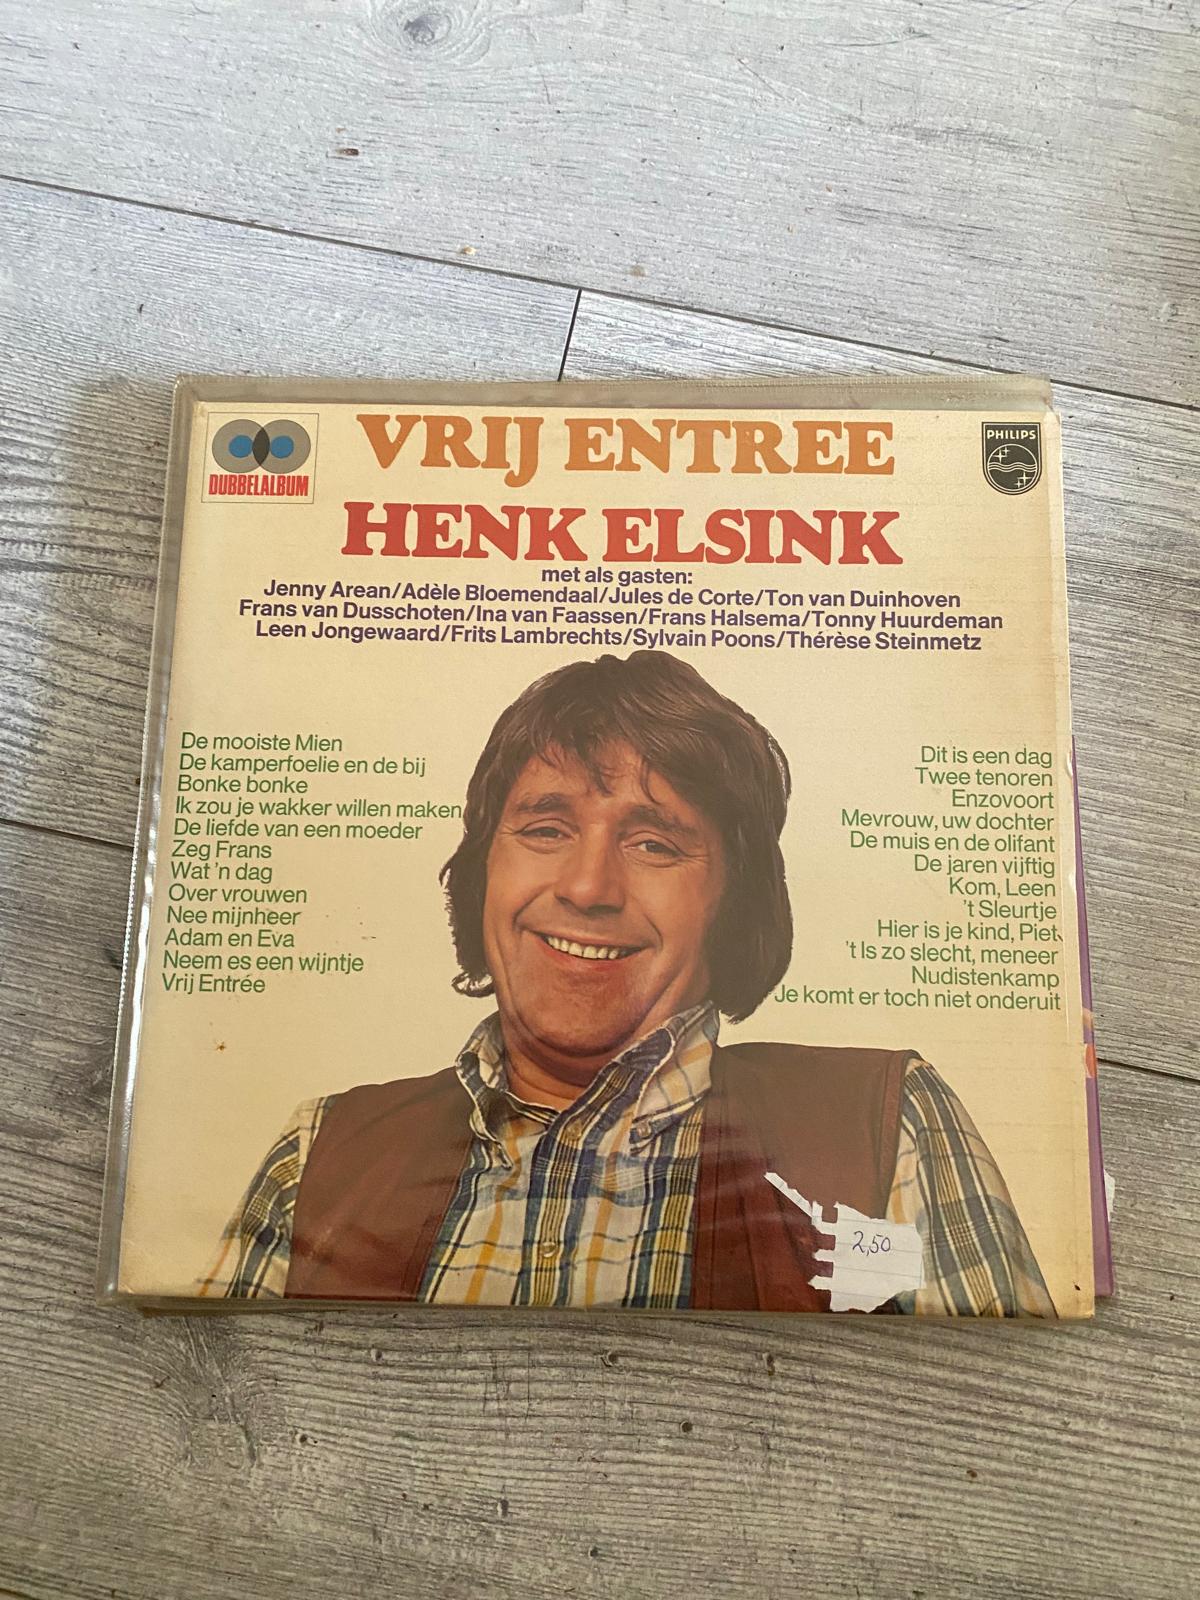 DUBBELALBUM
VRIJ ENTREE
PHILIPS
HENK ELSINK
met als gasten:
Jenny Arean/Adèle Bloemendaal/Jules de Corte/Ton van Duinhoven
Frans van Dusschoten/Ina van Faassen/Frans Halsema/Tonny Huurdeman
Leen Jongewaard/Frits Lambrechts/Sylvain Poons/Thérèse Steinmetz
De mooiste Mien
De kamperfoelie en de bij
Bonke bonke
Ik zou je wakker willen maken
De liefde van een moeder
Zeg Frans
Wat 'n dag
Over vrouwen
Nee mijnheer
Adam en Eva
Neem es een wijntje
Vrij Entrée
Dit is een dag
Twee tenoren
Enzovoort
Mevrouw, uw dochter
De muis en de olifant
De jaren vijftig
Kom, Leen
't Sleurtje
Hier is je kind, Piet
't Is zo slecht, meneer
Nudistenkamp
Je komt er toch niet onderuit
2,50